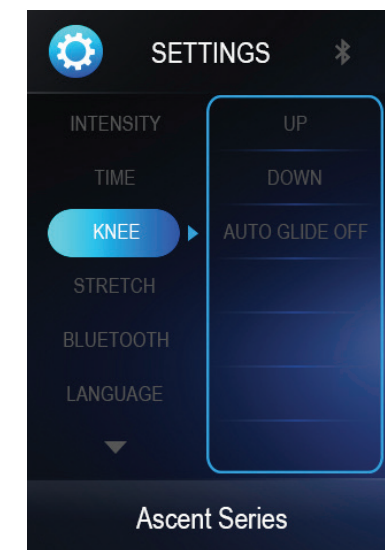 SETTINGS
INTENSITY
TIME
KNEE
STRETCH
BLUETOOTH
LANGUAGE
UP
DOWN
AUTO GLIDE OFF
Ascent Series